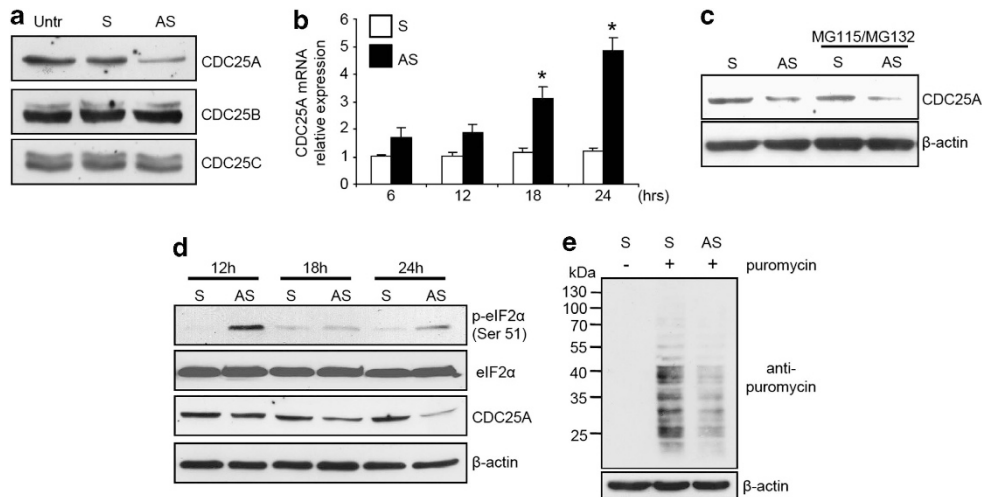 a
Untr S AS
CDC25A
CDC25B
CDC25C
b
CDC25A mRNA
relative expression
6
5
4
3
2
1
0
S
AS
*
*
6 12 18 24 (hrs)
c
MG115/MG132
S AS S AS
CDC25A
β-actin
d
12h 18h 24h
S AS S AS S AS
p-eIF2α
(Ser 51)
eIF2α
CDC25A
β-actin
e
S S AS
- + + puromycin
kDa
130
100
70
55
40
35
25
anti-
puromycin
β-actin